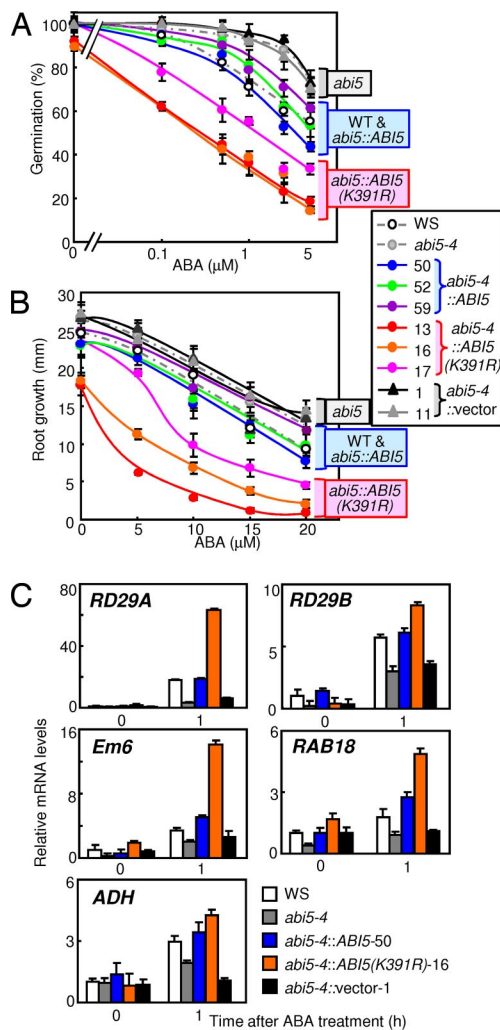 A
100
80
60
40
20
0
Germination (%)
0
0.1
1
5
ABA (μM)
abi5
WT &
abi5::ABI5
abi5::ABI5
(K391R)
WS
abi5-4
50
52
59
abi5-4
::ABI5
13
16
17
abi5-4
::ABI5
(K391R)
1
11
abi5-4
::vector
B
30
25
20
15
10
5
0
Root growth (mm)
0
5
10
15
20
ABA (μM)
abi5
WT &
abi5::ABI5
abi5::ABI5
(K391R)
C
Relative mRNA levels
RD29A
80
40
0
0
1
RD29B
10
5
0
0
1
Em6
16
8
0
0
1
RAB18
6
3
0
0
1
ADH
6
3
0
0
1
WS
abi5-4
abi5-4::ABI5-50
abi5-4::ABI5(K391R)-16
abi5-4::vector-1
Time after ABA treatment (h)